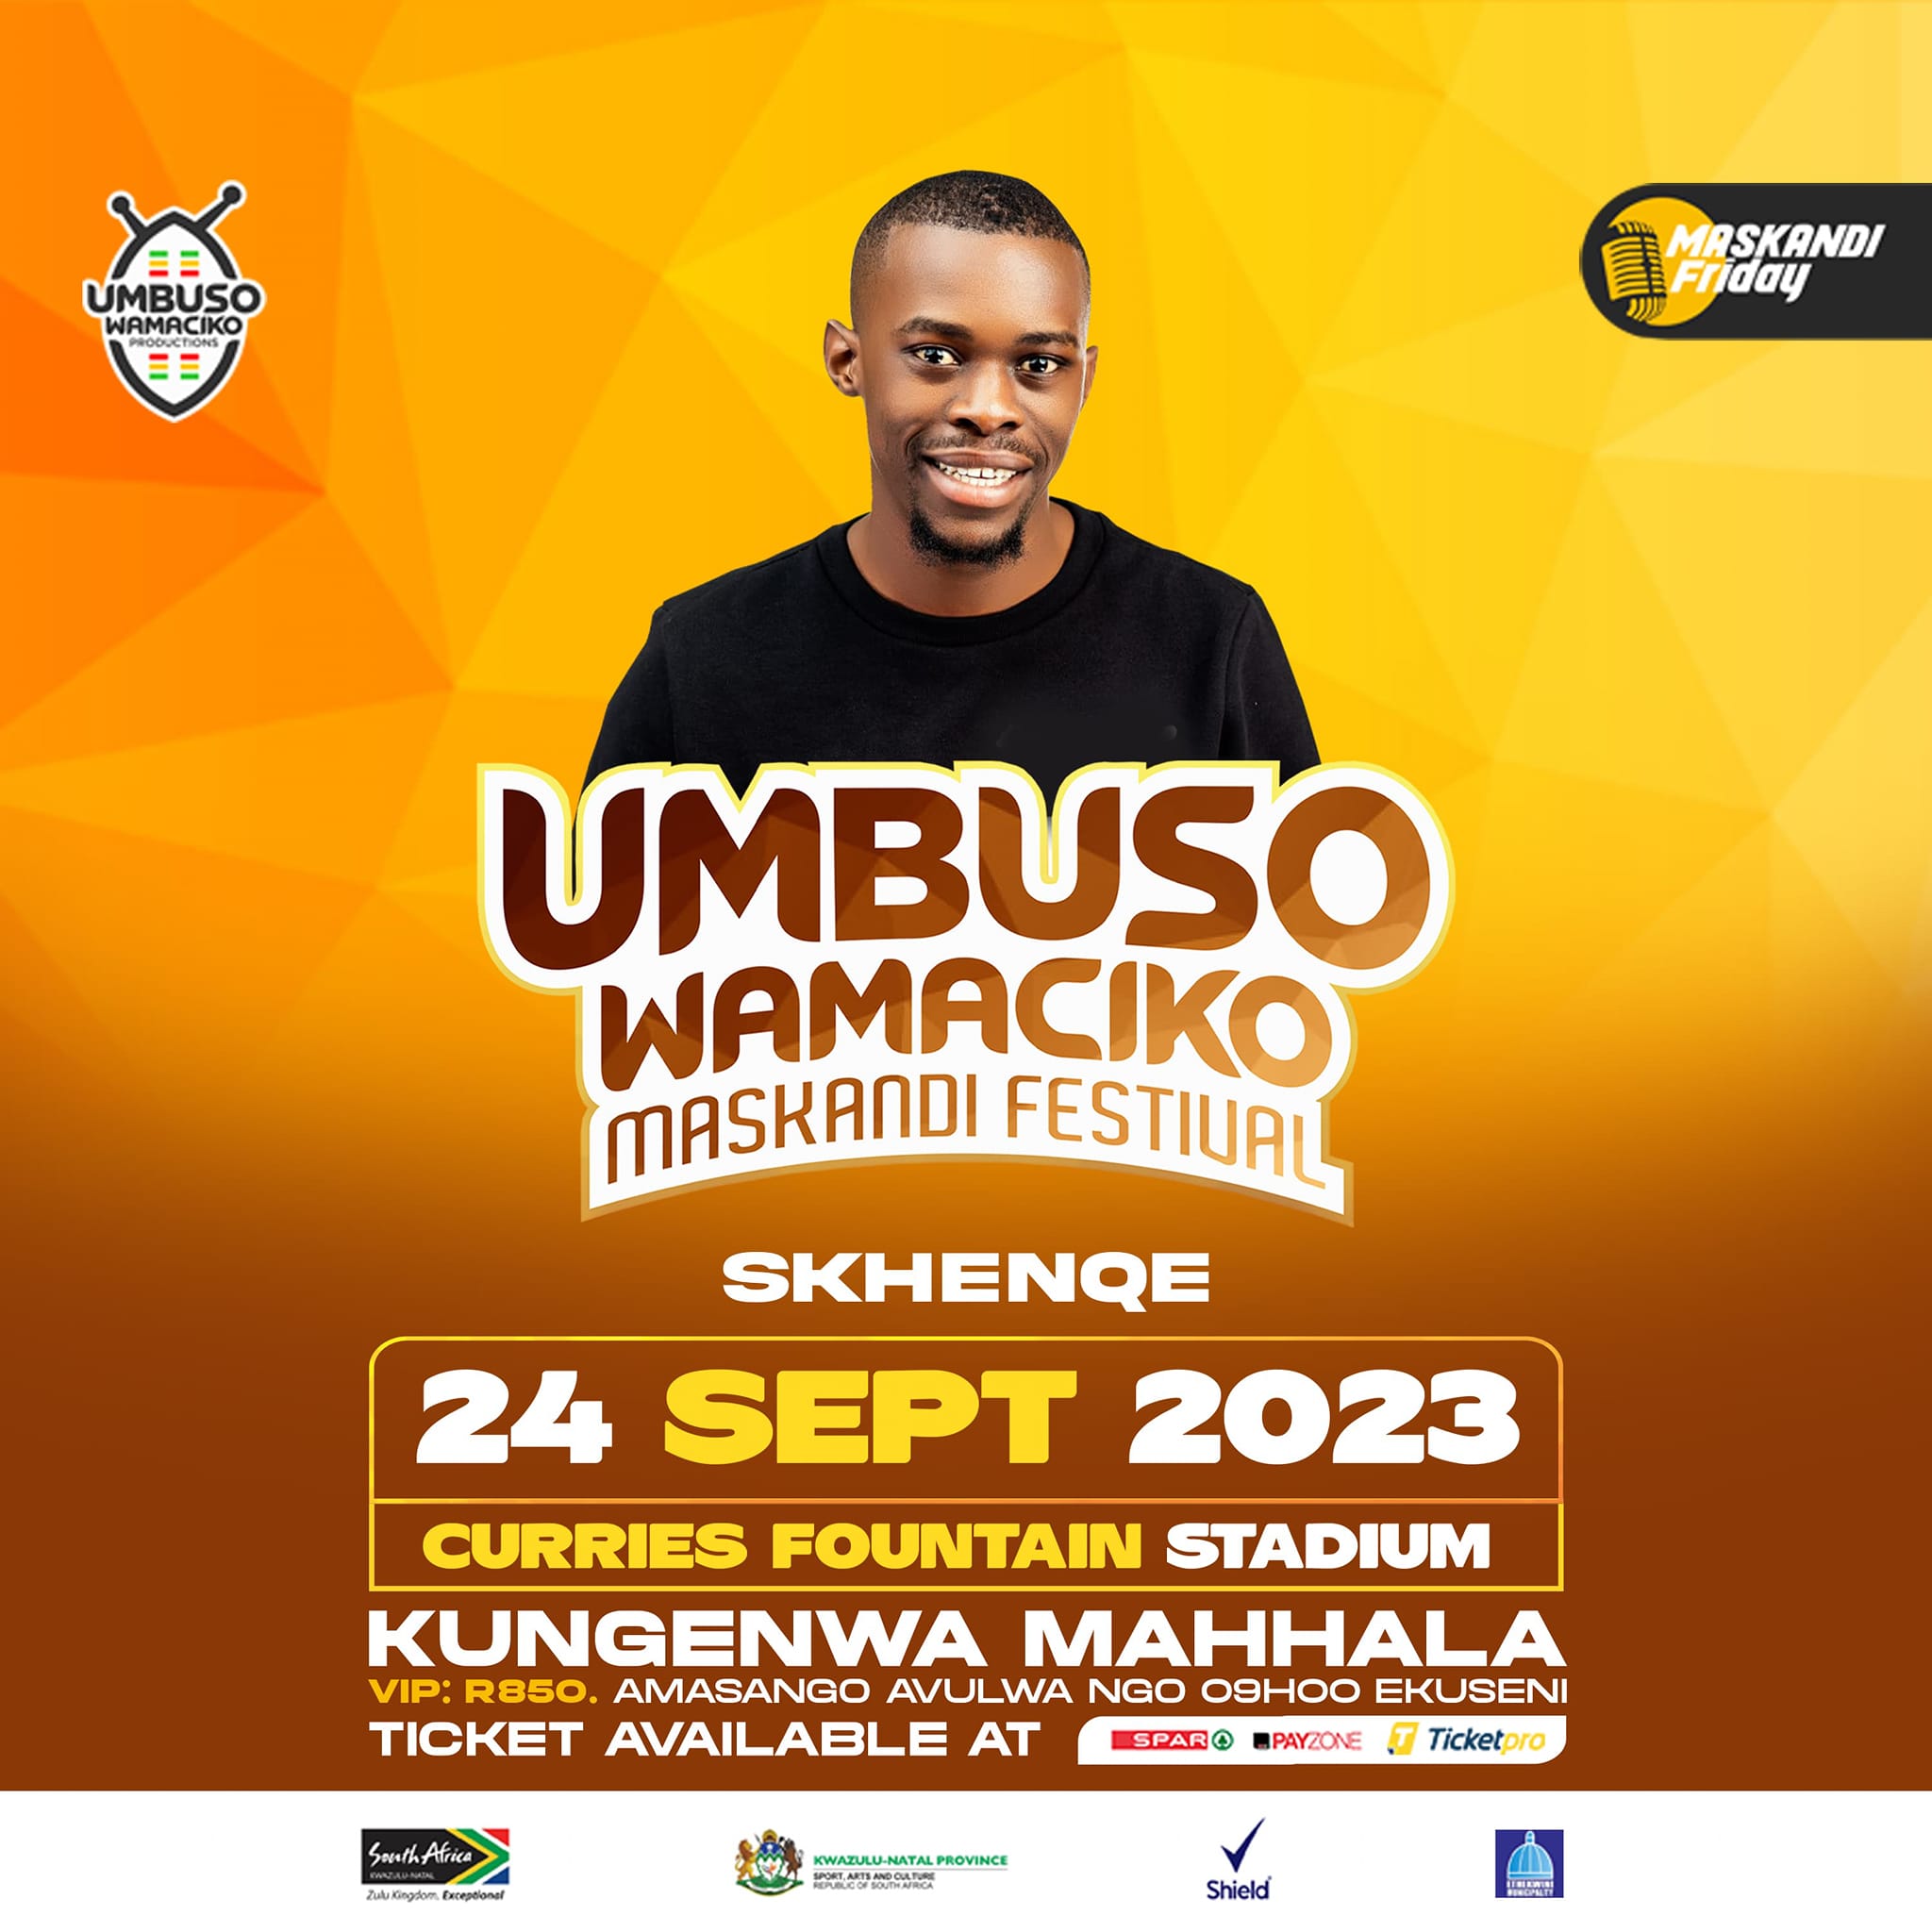 UMBUSO
WAMACIKO
PRODUCTIONS
MASKANDI
Friday
UMBUSO
WAMACIKO
MASKANDI FESTIVAL
SKHENQE
24 SEPT 2023
CURRIES FOUNTAIN STADIUM
KUNGENWA MAHHALA
VIP: R850. AMASANGO AVULWA NGO 09H00 EKUSENI
TICKET AVAILABLE AT SPAR PAYZONE Ticketpro
South Africa
KWAZULU-NATAL
Zulu Kingdom. Exceptional
KWAZULU-NATAL PROVINCE
SPORT, ARTS AND CULTURE
REPUBLIC OF SOUTH AFRICA
Shield
ETHEKWINI
MUNICIPALITY